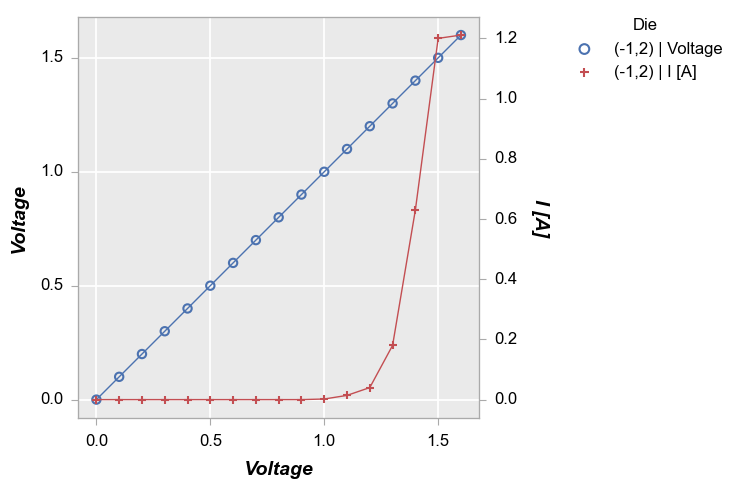 Die
(-1,2) | Voltage
(-1,2) | I [A]
Voltage
1.5
1.0
0.5
0.0
1.2
1.0
0.8
0.6
0.4
0.2
0.0
I [A]
0.0 0.5 1.0 1.5
Voltage